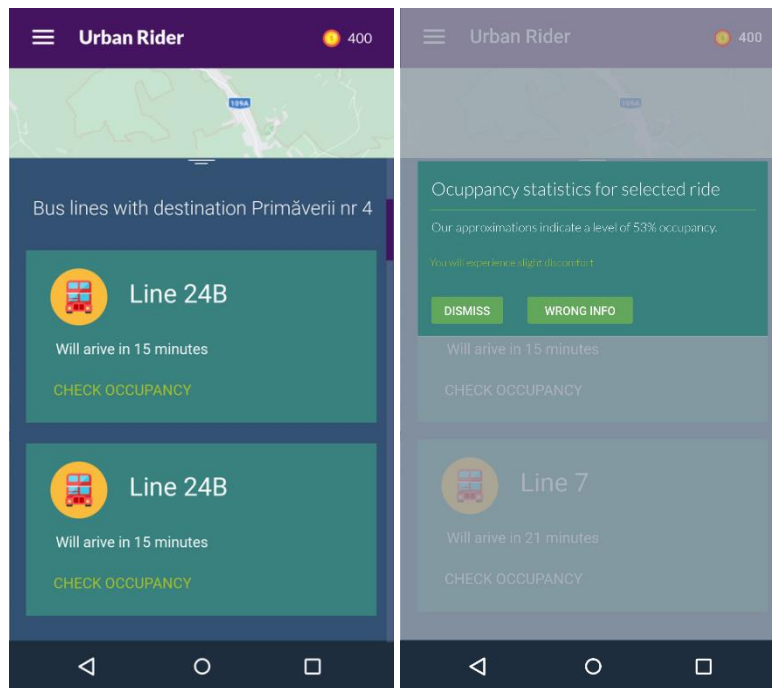 Urban Rider 400
109A
Bus lines with destination Primăverii nr 4
Line 24B
Will arive in 15 minutes
CHECK OCCUPANCY
Line 24B
Will arive in 15 minutes
CHECK OCCUPANCY
Urban Rider 400
109A
Ocuppancy statistics for selected ride
Our approximations indicate a level of 53% occupancy.
You will experience slight discomfort
DISMISS WRONG INFO
Will arive in 15 minutes
CHECK OCCUPANCY
Line 7
Will arive in 21 minutes
CHECK OCCUPANCY